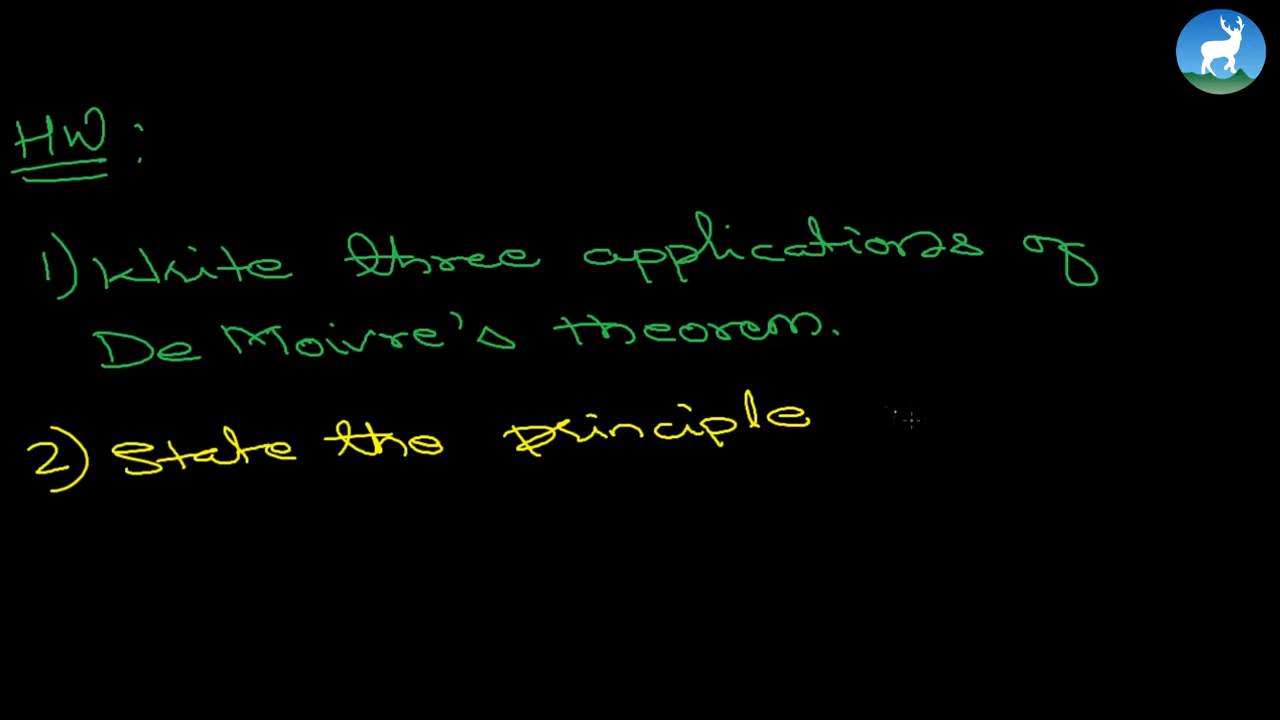 HW :
1) Write three applications of
De Moivre's theorem.
2) State the principle